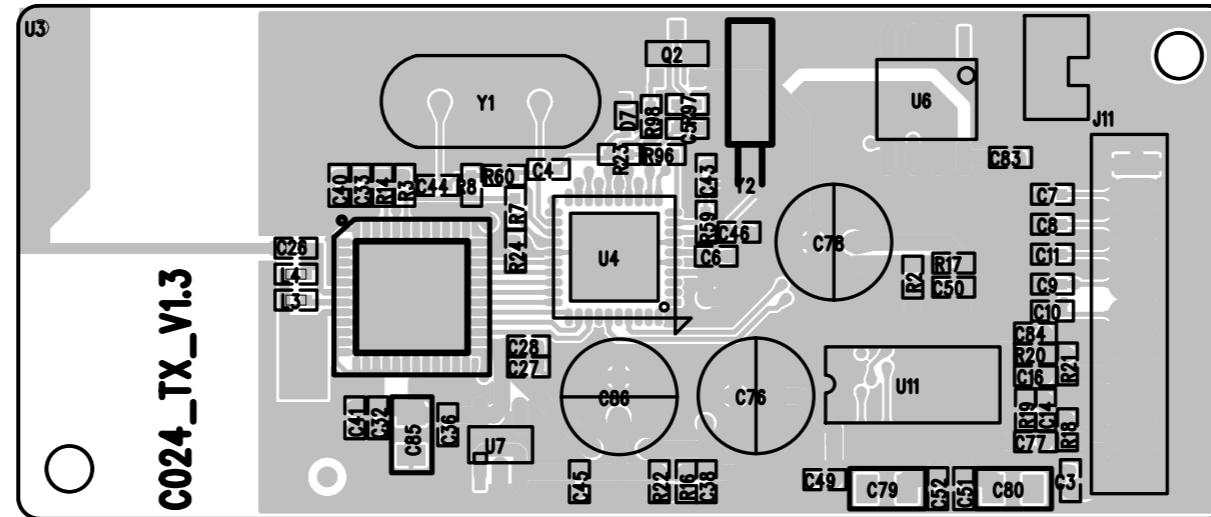 U3
Q2
Y1
U6
D7
R98
R97
C5
J11
R23
R96
C83
C40
C33
R14
R3
C44
R8
R60
C4
C43
Y2
C7
R7
R59
C46
C8
C26
R24
U4
C6
C78
C11
L4
R2
R17
C9
L3
C50
C10
C024_TX_V1.3
C28
C27
C84
R20
R21
C16
C86
C76
U11
C41
C32
C85
C36
U7
R19
C14
R18
C77
C45
R22
R16
C38
C49
C79
C52
C51
C80
C3